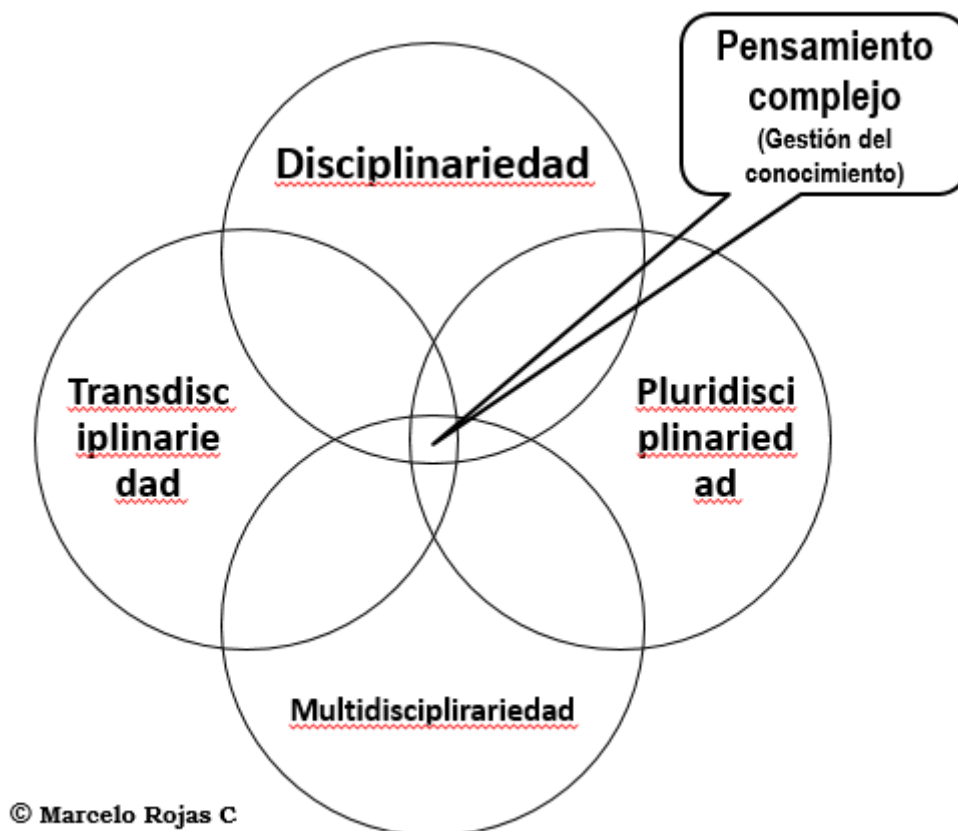 Pensamiento
complejo
(Gestión del
conocimiento)
Disciplinariedad
Transdisc
iplinarie
dad
Pluridisci
plinaried
ad
Multidisciplirariedad
© Marcelo Rojas C